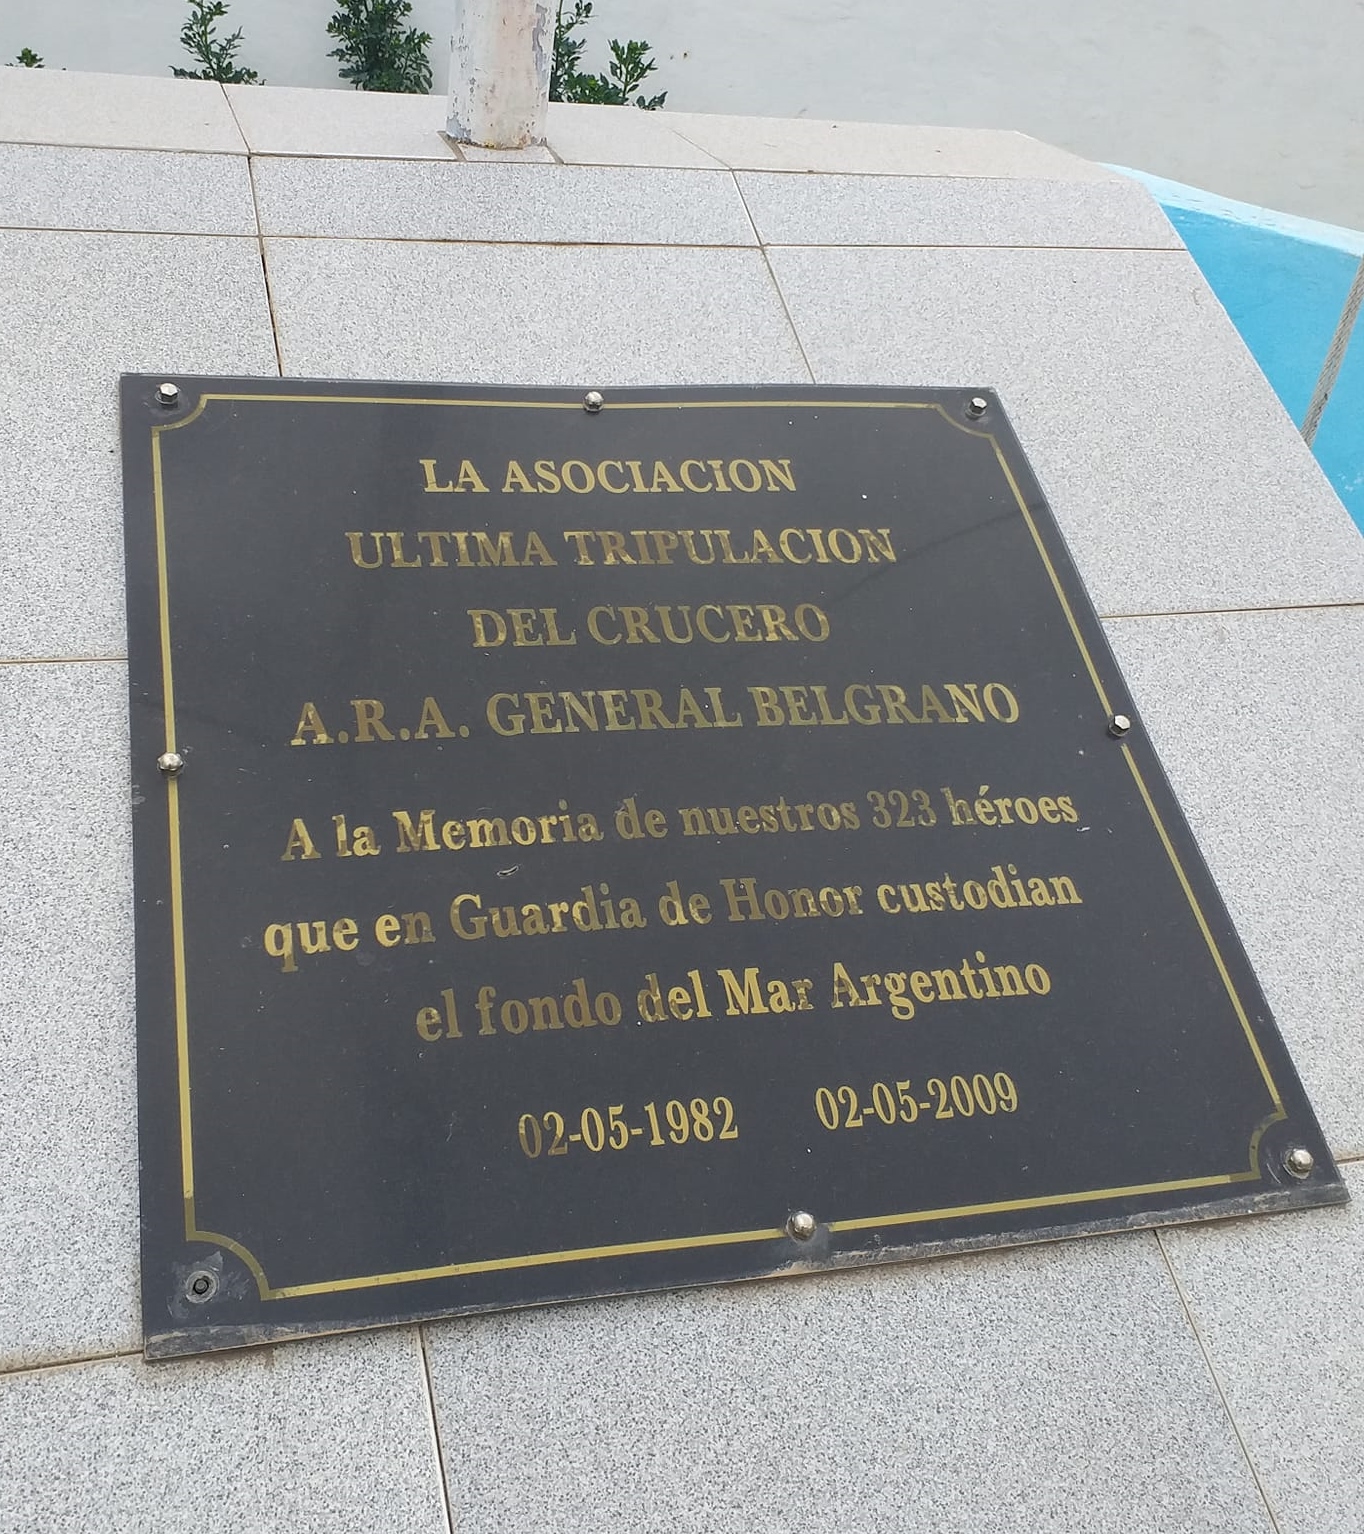 LA ASOCIACION
ULTIMA TRIPULACION
DEL CRUCERO
A.R.A. GENERAL BELGRANO
A la Memoria de nuestros 323 héroes
que en Guardia de Honor custodian
el fondo del Mar Argentino
02-05-1982 02-05-2009